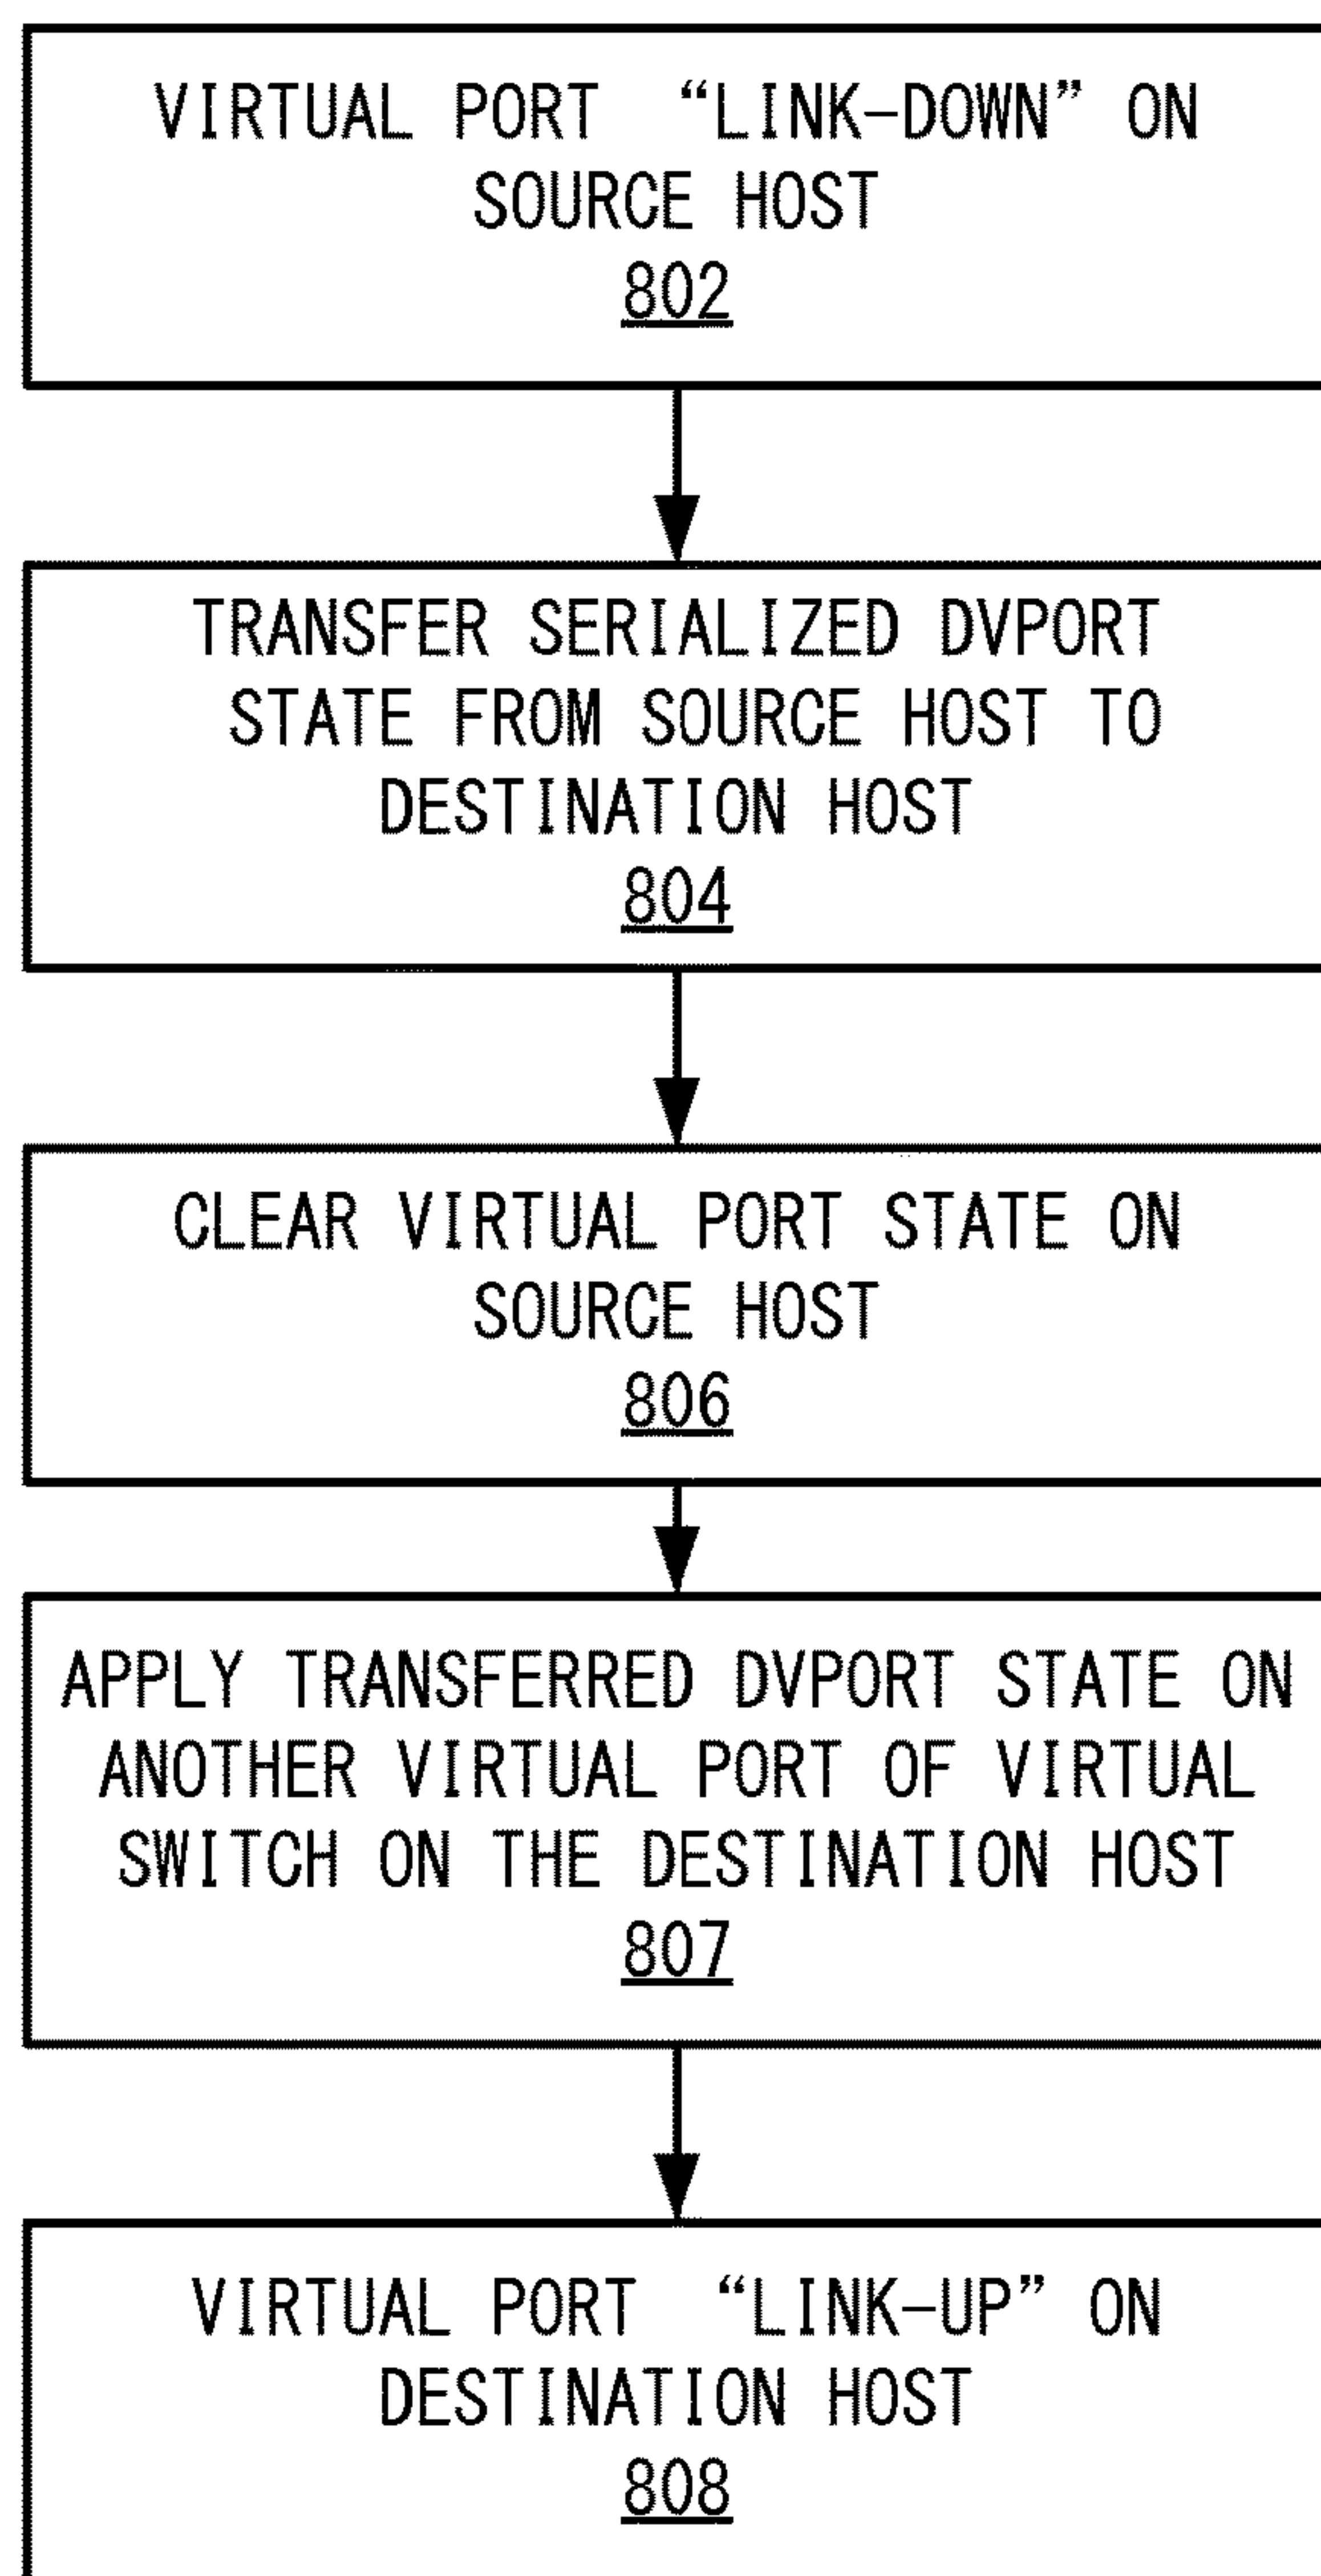 VIRTUAL PORT “LINK-DOWN” ON
SOURCE HOST
802
TRANSFER SERIALIZED DVPORT
STATE FROM SOURCE HOST TO
DESTINATION HOST
804
CLEAR VIRTUAL PORT STATE ON
SOURCE HOST
806
APPLY TRANSFERRED DVPORT STATE ON
ANOTHER VIRTUAL PORT OF VIRTUAL
SWITCH ON THE DESTINATION HOST
807
VIRTUAL PORT “LINK-UP” ON
DESTINATION HOST
808